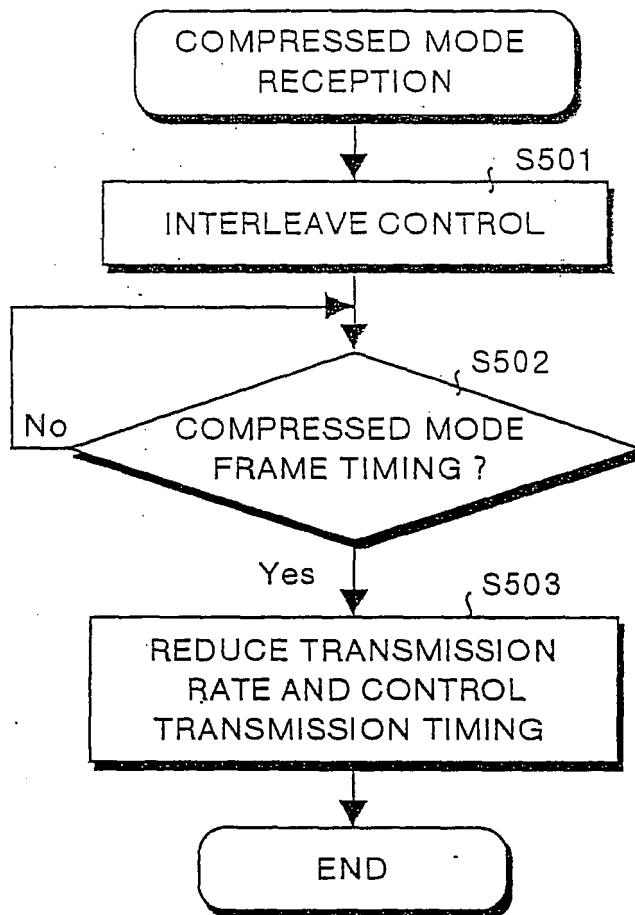 COMPRESSED MODE
RECEPTION
S501
INTERLEAVE CONTROL
S502
No
COMPRESSED MODE
FRAME TIMING ?
Yes
S503
REDUCE TRANSMISSION
RATE AND CONTROL
TRANSMISSION TIMING
END